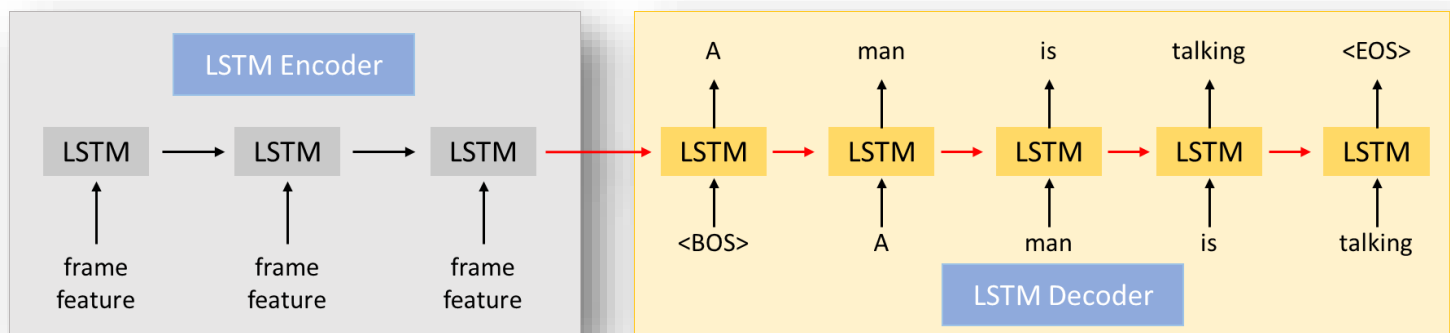 LSTM Encoder
LSTM LSTM LSTM
frame feature
frame feature
frame feature
A man is talking <EOS>
LSTM LSTM LSTM LSTM LSTM
<BOS> A man is talking
LSTM Decoder